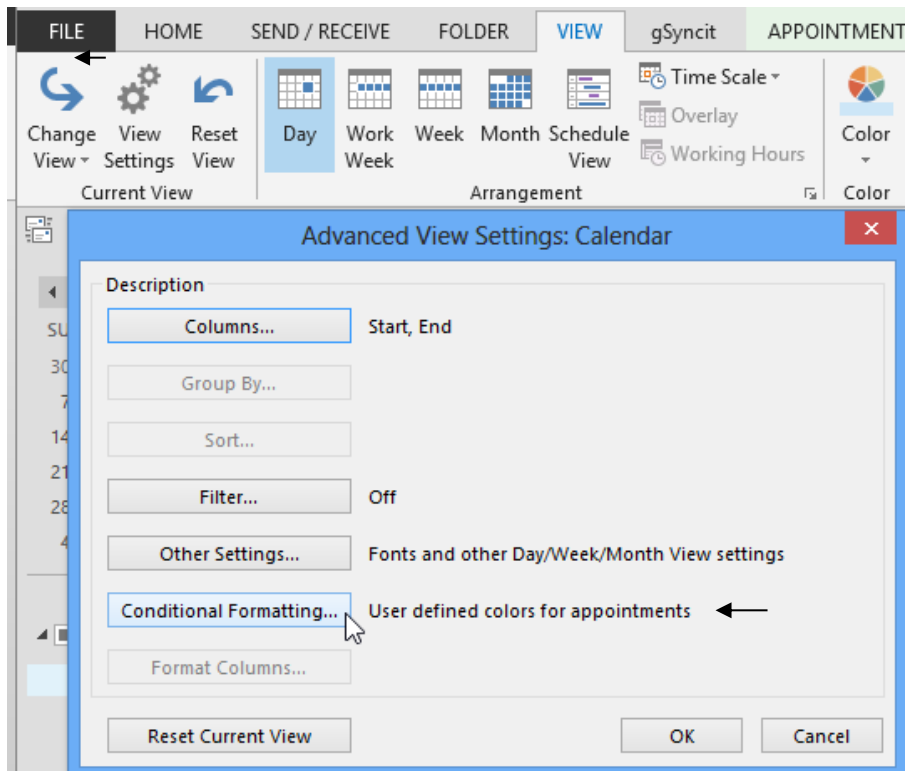 FILE HOME SEND / RECEIVE FOLDER VIEW gSyncit APPOINTMENT
Change View View Settings Reset View Day Work Week Week Month Schedule View Time Scale Overlay Working Hours Color
Current View Arrangement Color
Advanced View Settings: Calendar
SU
30
7
14
21
28
4
Description
Columns... Start, End
Group By...
Sort...
Filter... Off
Other Settings... Fonts and other Day/Week/Month View settings
Conditional Formatting... User defined colors for appointments
Format Columns...
Reset Current View OK Cancel